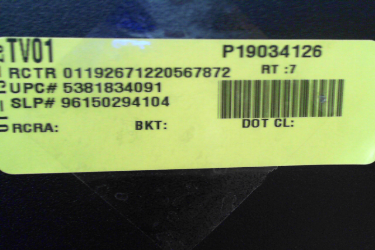 TV01 P19034126
RCTR 01192671220567872 RT :7
UPC# 5381834091
SLP# 96150294104
RCRA: BKT: DOT CL: